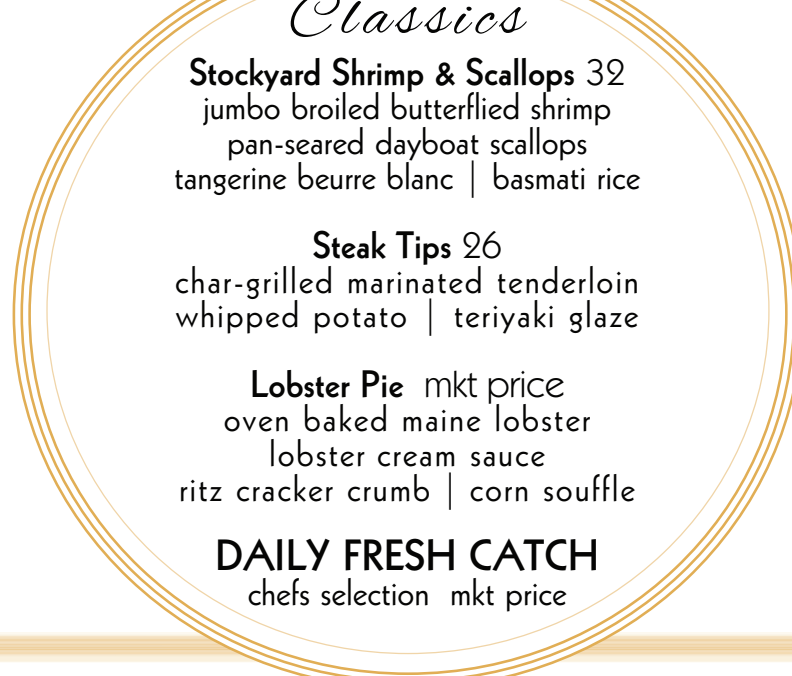 Classics
Stockyard Shrimp & Scallops 32
jumbo broiled butterflied shrimp
pan-seared dayboat scallops
tangerine beurre blanc | basmati rice
Steak Tips 26
char-grilled marinated tenderloin
whipped potato | teriyaki glaze
Lobster Pie mkt price
oven baked maine lobster
lobster cream sauce
ritz cracker crumb | corn souffle
DAILY FRESH CATCH
chefs selection mkt price